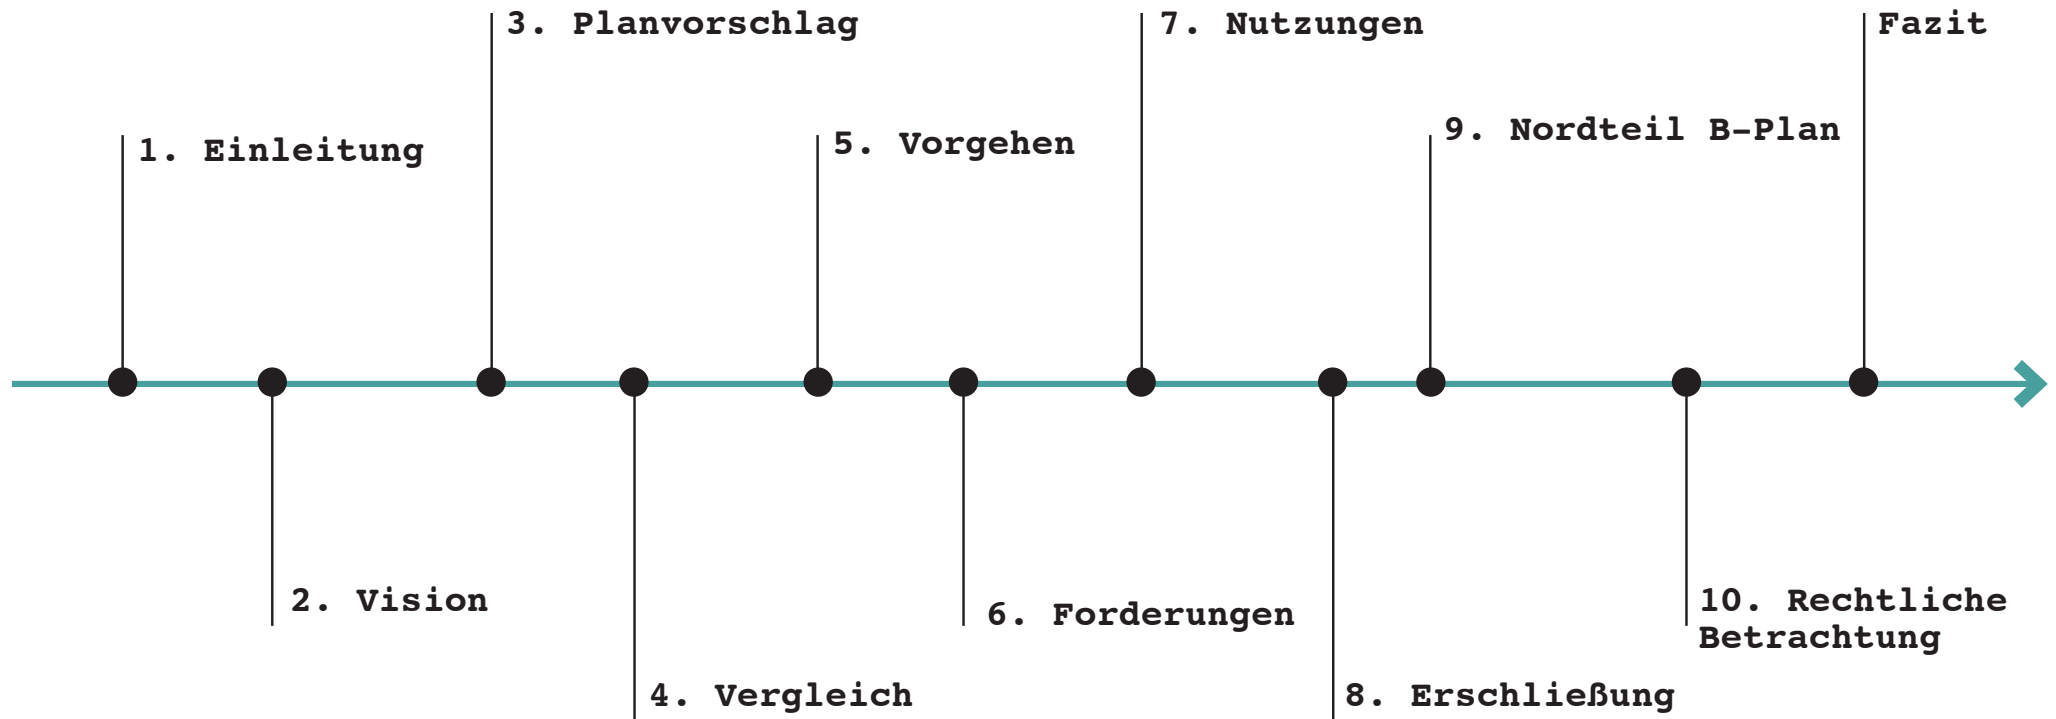 1. Einleitung
2. Vision
3. Planvorschlag
4. Vergleich
5. Vorgehen
6. Forderungen
7. Nutzungen
8. Erschließung
9. Nordteil B-Plan
10. Rechtliche
Betrachtung
Fazit